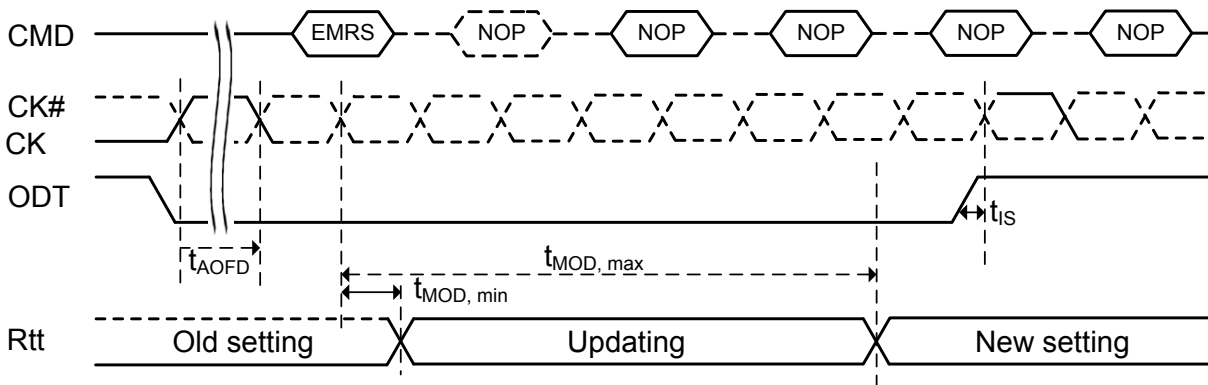 CMD EMRS NOP NOP NOP NOP NOP
CK#
CK
ODT
tIS
tAOFD
tMOD, max
tMOD, min
Rtt Old setting Updating New setting